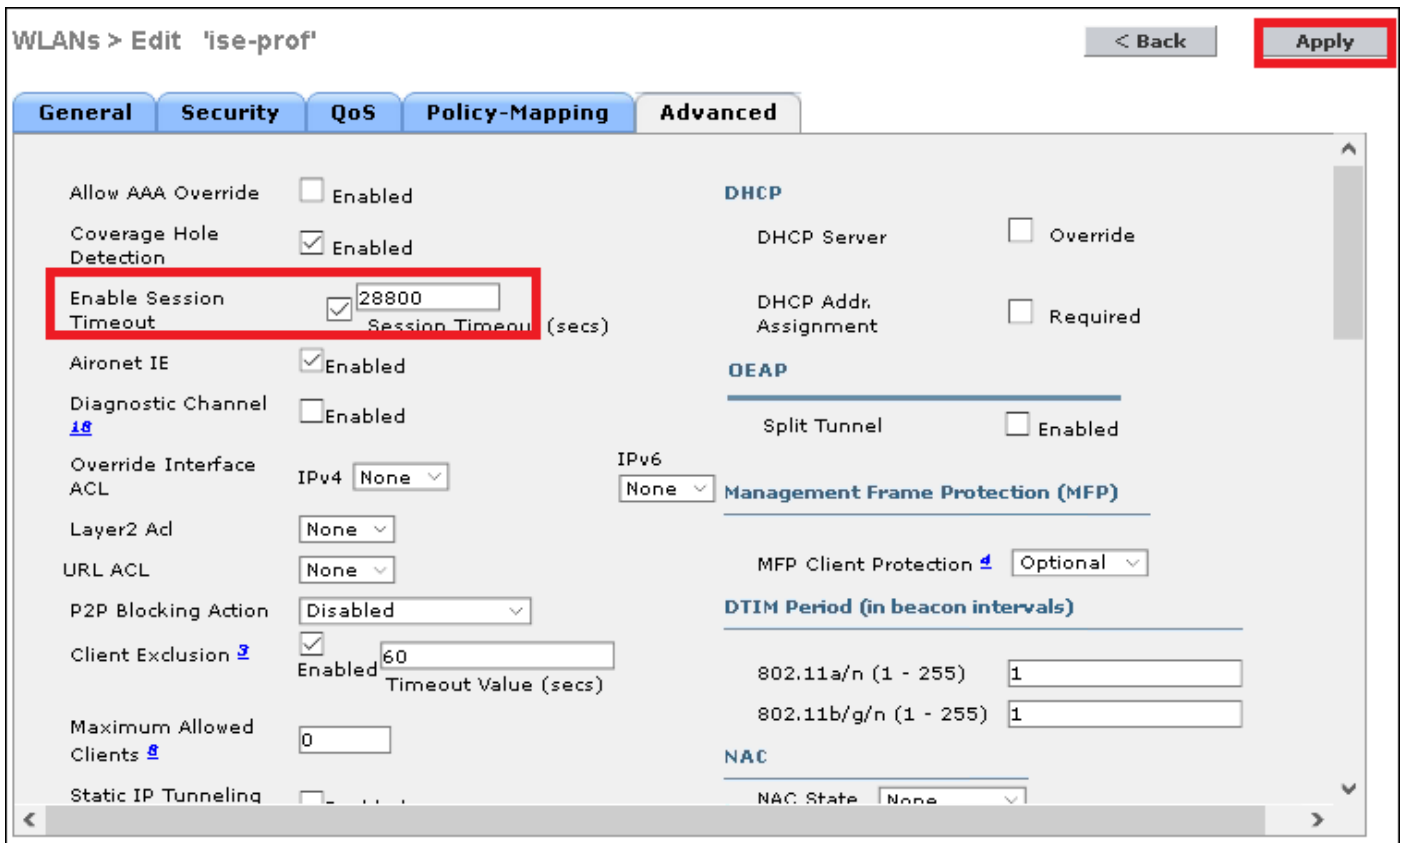 WLANs > Edit 'ise-prof'
< Back
Apply
General
Security
QoS
Policy-Mapping
Advanced
Allow AAA Override
Enabled
Coverage Hole
Detection
Enabled
Enable Session
Timeout
28800
Session Timeout (secs)
Aironet IE
Enabled
Diagnostic Channel
18
Enabled
Override Interface
ACL
IPv4 None
IPv6
None
Layer2 Acl
None
URL ACL
None
P2P Blocking Action
Disabled
Client Exclusion 3
Enabled
60
Timeout Value (secs)
Maximum Allowed
Clients 8
0
Static IP Tunneling
DHCP
DHCP Server
Override
DHCP Addr.
Assignment
Required
OEAP
Split Tunnel
Enabled
Management Frame Protection (MFP)
MFP Client Protection 4
Optional
DTIM Period (in beacon intervals)
802.11a/n (1 - 255)
1
802.11b/g/n (1 - 255)
1
NAC
NAC State
None